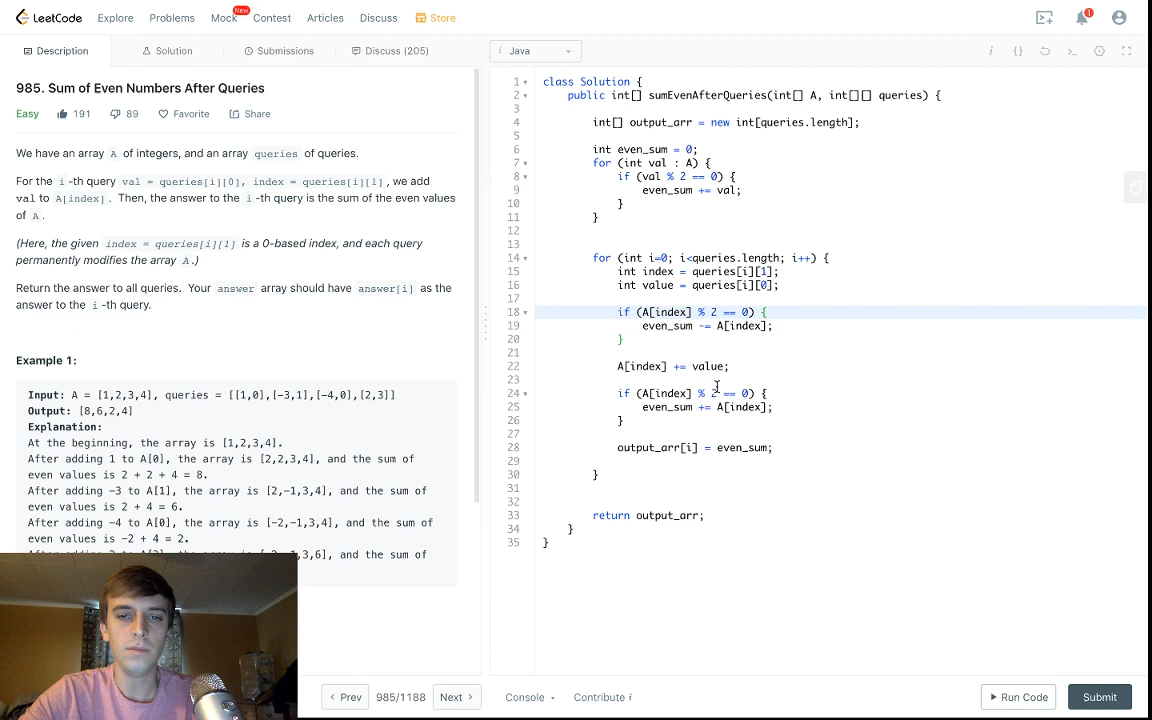 LeetCode Explore Problems Mock New Contest Articles Discuss Store 1
Description Solution Submissions Discuss (205)
985. Sum of Even Numbers After Queries
Easy 191 89 Favorite Share
We have an array A of integers, and an array queries of queries.
For the i -th query val = queries[i][0], index = queries[i][1], we add
val to A[index]. Then, the answer to the i -th query is the sum of the even values
of A.
(Here, the given index = queries[i][1] is a 0-based index, and each query
permanently modifies the array A.)
Return the answer to all queries. Your answer array should have answer[i] as the
answer to the i -th query.
Example 1:
Input: A = [1,2,3,4], queries = [[1,0],[-3,1],[-4,0],[2,3]]
Output: [8,6,2,4]
Explanation:
At the beginning, the array is [1,2,3,4].
After adding 1 to A[0], the array is [2,2,3,4], and the sum of
even values is 2 + 2 + 4 = 8.
After adding -3 to A[1], the array is [2,-1,3,4], and the sum of
even values is 2 + 4 = 6.
After adding -4 to A[0], the array is [-2,-1,3,4], and the sum of
even values is -2 + 4 = 2.
,3,6], and the sum of
i Java
1 class Solution {
2 public int[] sumEvenAfterQueries(int[] A, int[][] queries) {
3
4 int[] output_arr = new int[queries.length];
5
6 int even_sum = 0;
7 for (int val : A) {
8 if (val % 2 == 0) {
9 even_sum += val;
10 }
11 }
12
13
14 for (int i=0; i<queries.length; i++) {
15 int index = queries[i][1];
16 int value = queries[i][0];
17
18 if (A[index] % 2 == 0) {
19 even_sum -= A[index];
20 }
21
22 A[index] += value;
23
24 if (A[index] % 2 == 0) {
25 even_sum += A[index];
26 }
27
28 output_arr[i] = even_sum;
29
30 }
31
32
33 return output_arr;
34 }
35 }
Prev 985/1188 Next Console Contribute i Run Code Submit